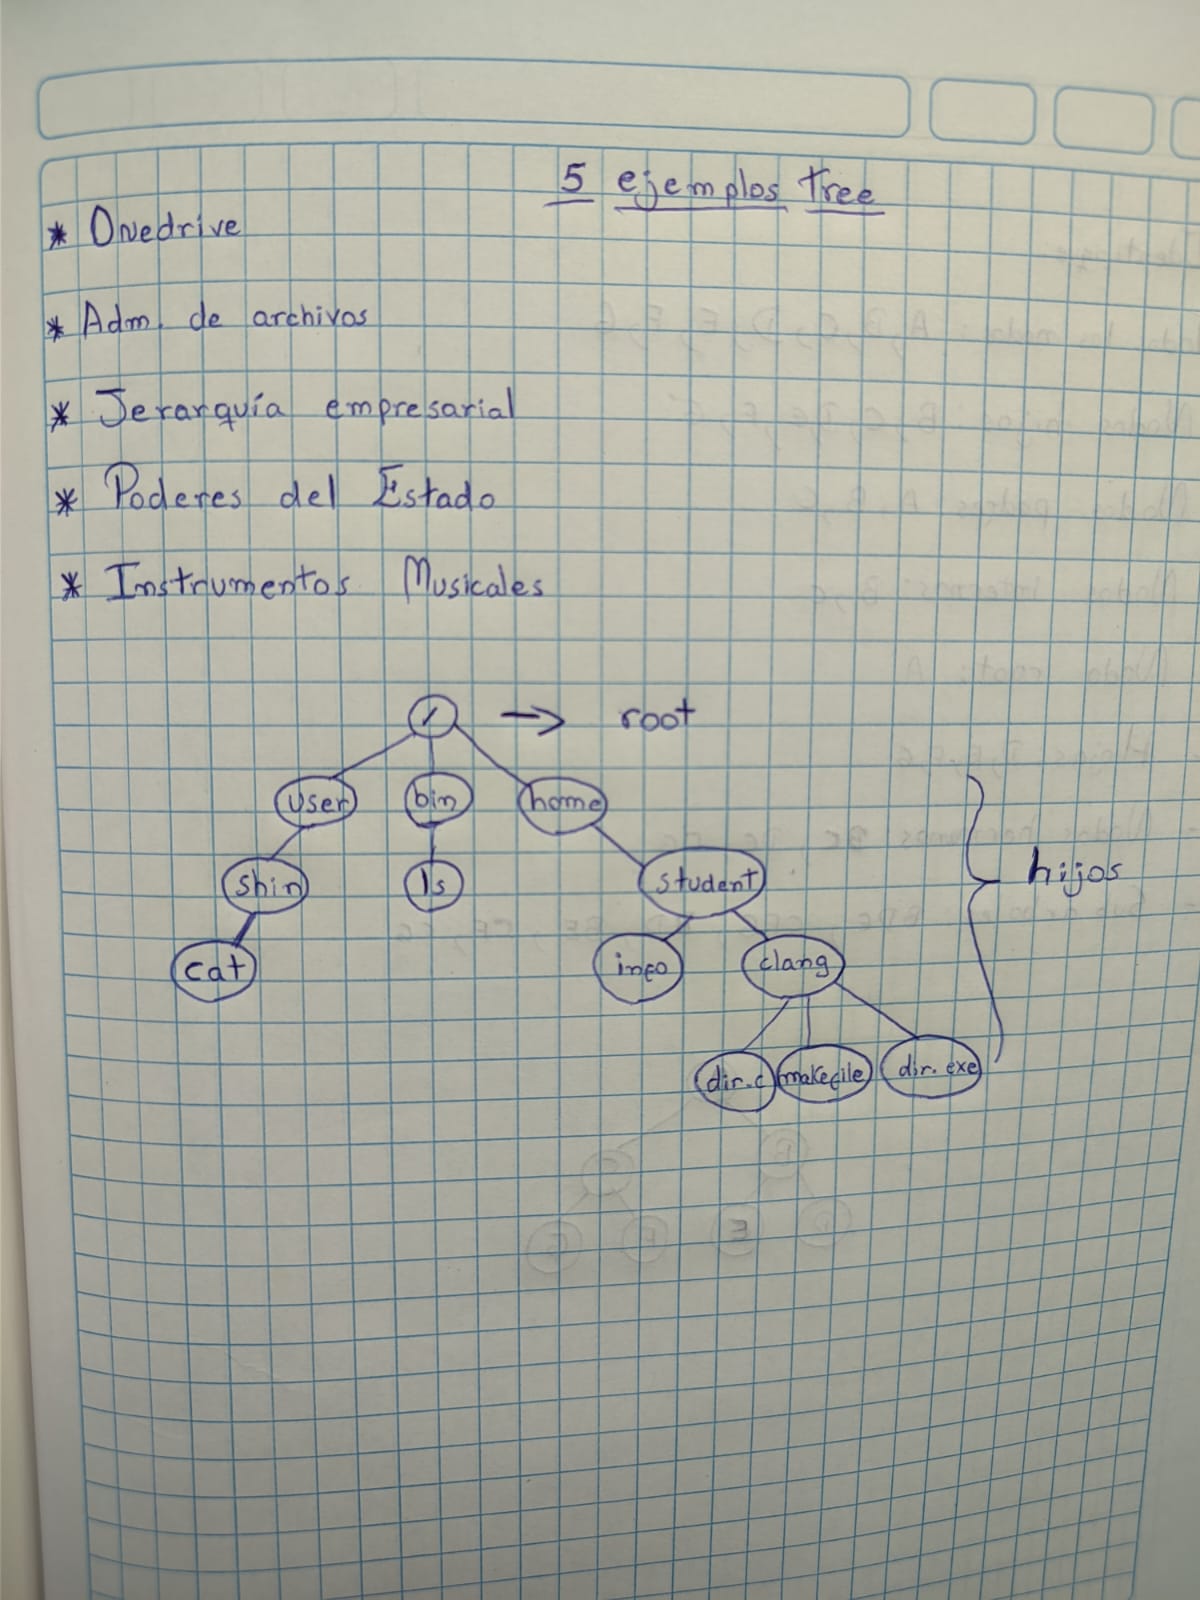 5 ejemplos tree
* Onedrive
* Adm. de archivos
* Jerarquía empresarial
* Poderes del Estado
* Instrumentos Musicales
/ → root
user bin home
sbin ls student
hijos
cat info clang
dir.c makefile dir.exe